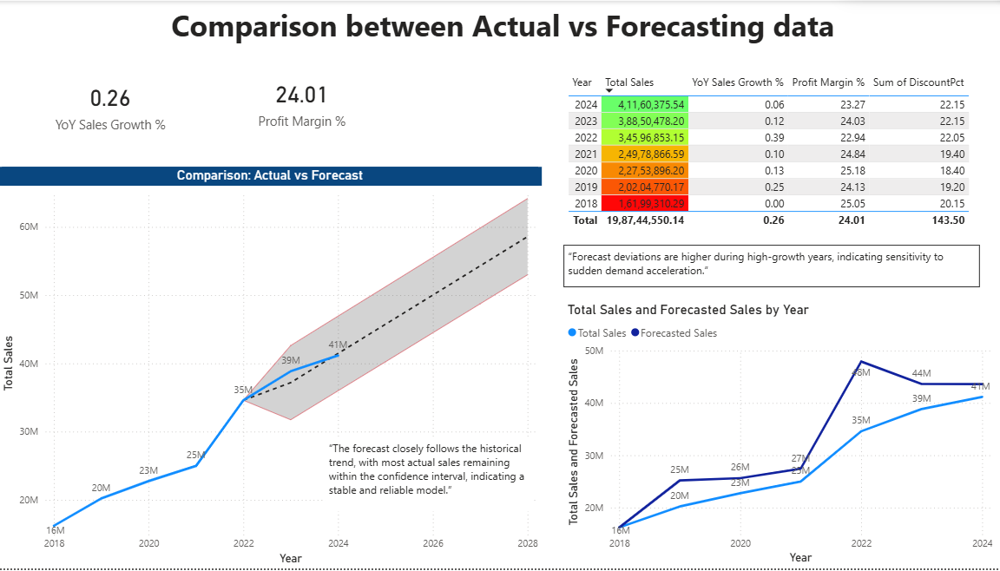 Comparison between Actual vs Forecasting data
0.26
YoY Sales Growth %
24.01
Profit Margin %
Year Total Sales YoY Sales Growth % Profit Margin % Sum of DiscountPct
2024 4,11,60,375.54 0.06 23.27 22.15
2023 3,88,50,478.20 0.12 24.03 22.15
2022 3,45,96,853.15 0.39 22.94 22.05
2021 2,49,78,866.59 0.10 24.84 19.40
2020 2,27,53,896.20 0.13 25.18 18.40
2019 2,02,04,770.17 0.25 24.13 19.20
2018 1,61,99,310.29 0.00 25.05 20.15
Total 19,87,44,550.14 0.26 24.01 143.50
Comparison: Actual vs Forecast
Total Sales
60M
50M
40M
30M
20M
16M
20M
23M
25M
35M
39M
41M
"The forecast closely follows the historical
trend, with most actual sales remaining
within the confidence interval, indicating a
stable and reliable model."
2018 2020 2022 2024 2026 2028
Year
"Forecast deviations are higher during high-growth years, indicating sensitivity to
sudden demand acceleration."
Total Sales and Forecasted Sales by Year
Total Sales Forecasted Sales
Total Sales and Forecasted Sales
50M
40M
30M
20M
16M
25M
20M
26M
23M
27M
25M
48M
35M
44M
39M
41M
2018 2020 2022 2024
Year